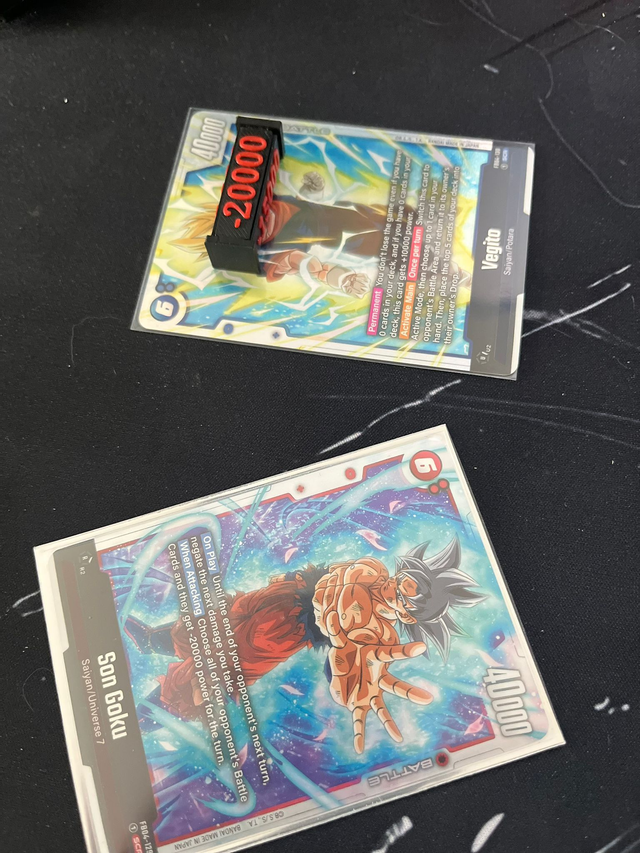 40000
-20000
6
Permanent You don't lose the game even if you have
0 cards in your deck, and if you have 0 cards in your
deck, this card gets +10000 power.
Activate Main Once per turn Switch this card to
Active Mode, then choose up to 1 card in your
opponent's Battle Area and return it to its owner's
hand. Then, place the top 5 cards of your deck into
their owner's Drop.
Vegito
Saiyan/Potara
6
40000
BATTLE
On Play Until the end of your opponent's next turn,
negate the next damage you take.
When Attacking Choose all of your opponent's Battle
Cards and they get -20000 power for the turn.
Son Goku
Saiyan/Universe 7
©B.S./S.,T.A. BANDAI MADE IN JAPAN
FB04-129
SCR